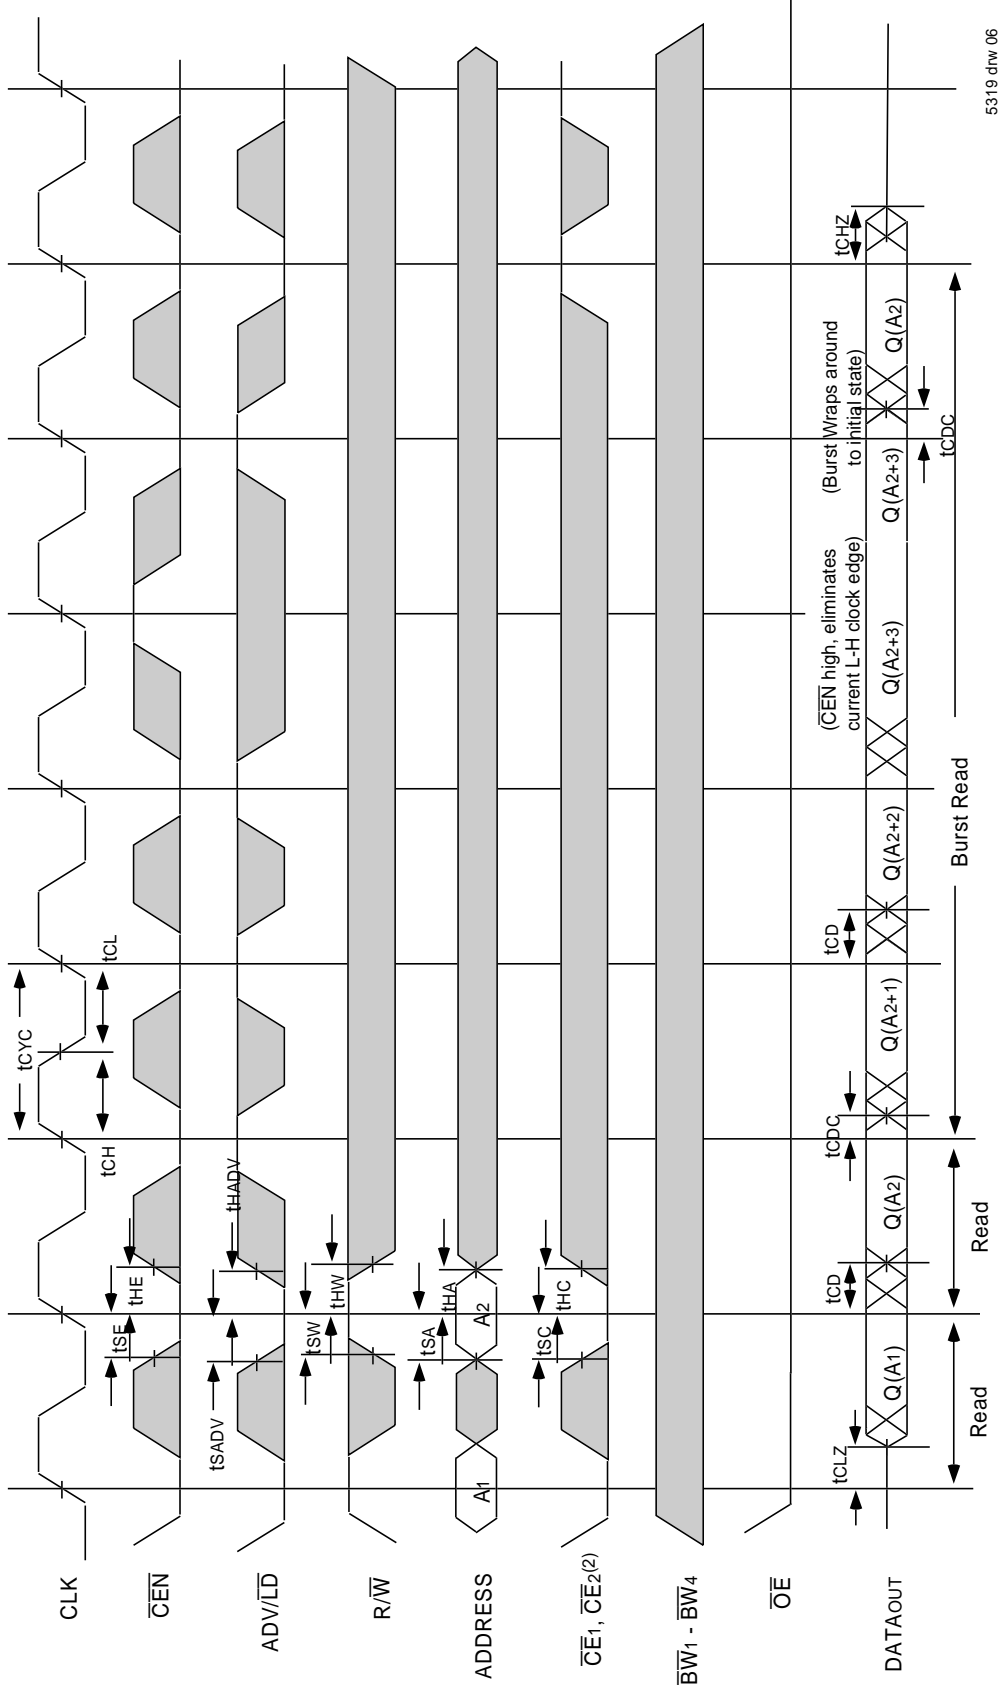 tCYC
CLK
tCH
tCL
tSE
tHE
CEN
tSADV
tHADV
ADV/LD
tSW
tHW
R/W
tSA
tHA
ADDRESS
A1
A2
tSC
tHC
CE1, CE2(2)
BW1 - BW4
OE
(CEN high, eliminates
current L-H clock edge)
(Burst Wraps around
to initial state)
tCLZ
tCD
tCDC
tCD
tCHZ
DATAOUT
Q(A1)
Q(A2)
Q(A2+1)
Q(A2+2)
Q(A2+3)
Q(A2+3)
Q(A2)
tCDC
Read
Read
Burst Read
5319 drw 06